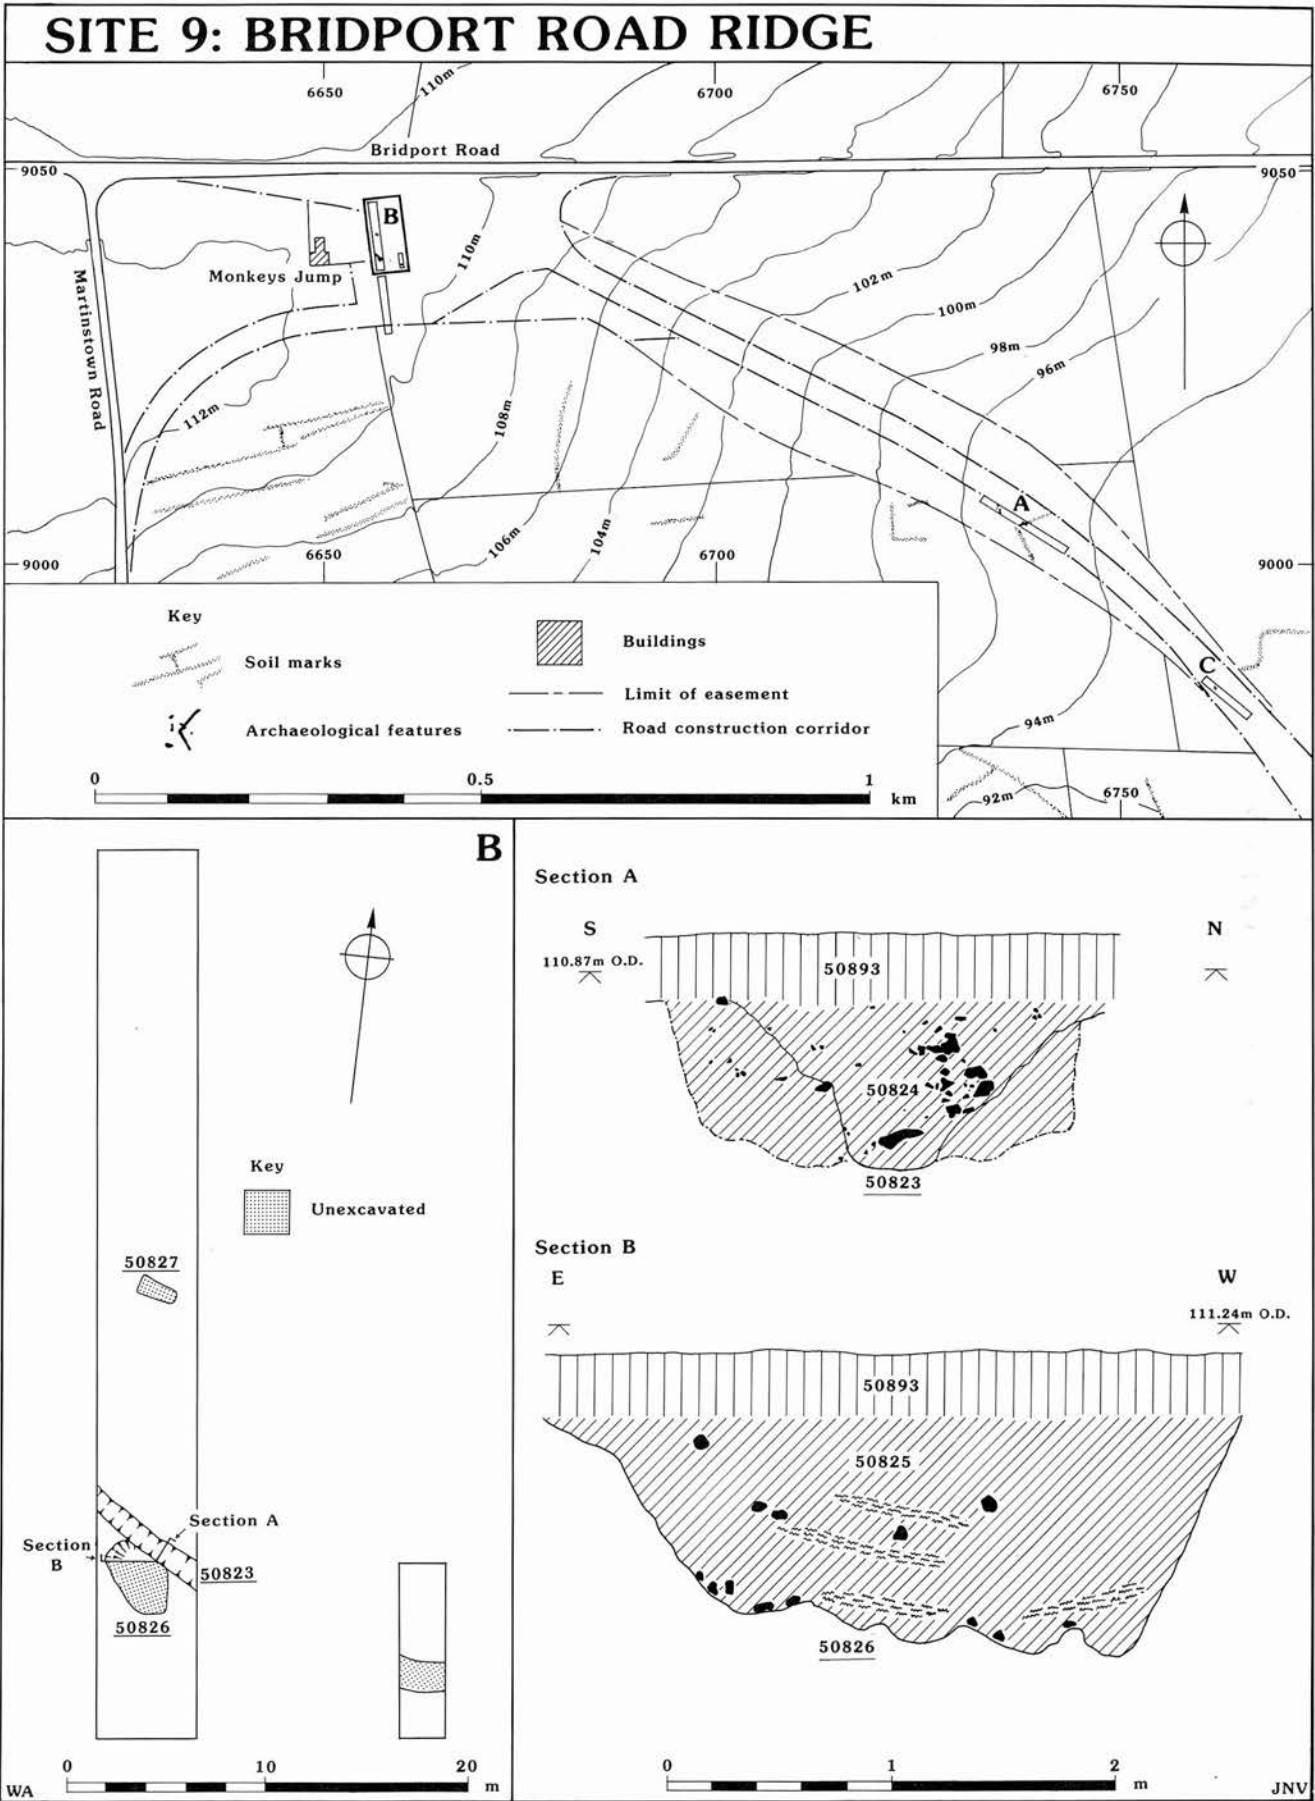 SITE 9: BRIDPORT ROAD RIDGE
6650
110m
6700
6750
Bridport Road
9050
9050
B
110m
Monkeys Jump
Martinstown Road
102m
100m
98m
96m
112m
108m
A
106m
104m
9000
6650
6700
9000
Key
Soil marks
Buildings
Limit of easement
Archaeological features
Road construction corridor
C
94m
92m
6750
0
0.5
1
km
B
Key
Unexcavated
50827
Section A
Section B
50823
50826
0
10
20
m
WA
Section A
S
N
110.87m O.D.
50893
50824
50823
Section B
E
W
111.24m O.D.
50893
50825
50826
0
1
2
m
JNV